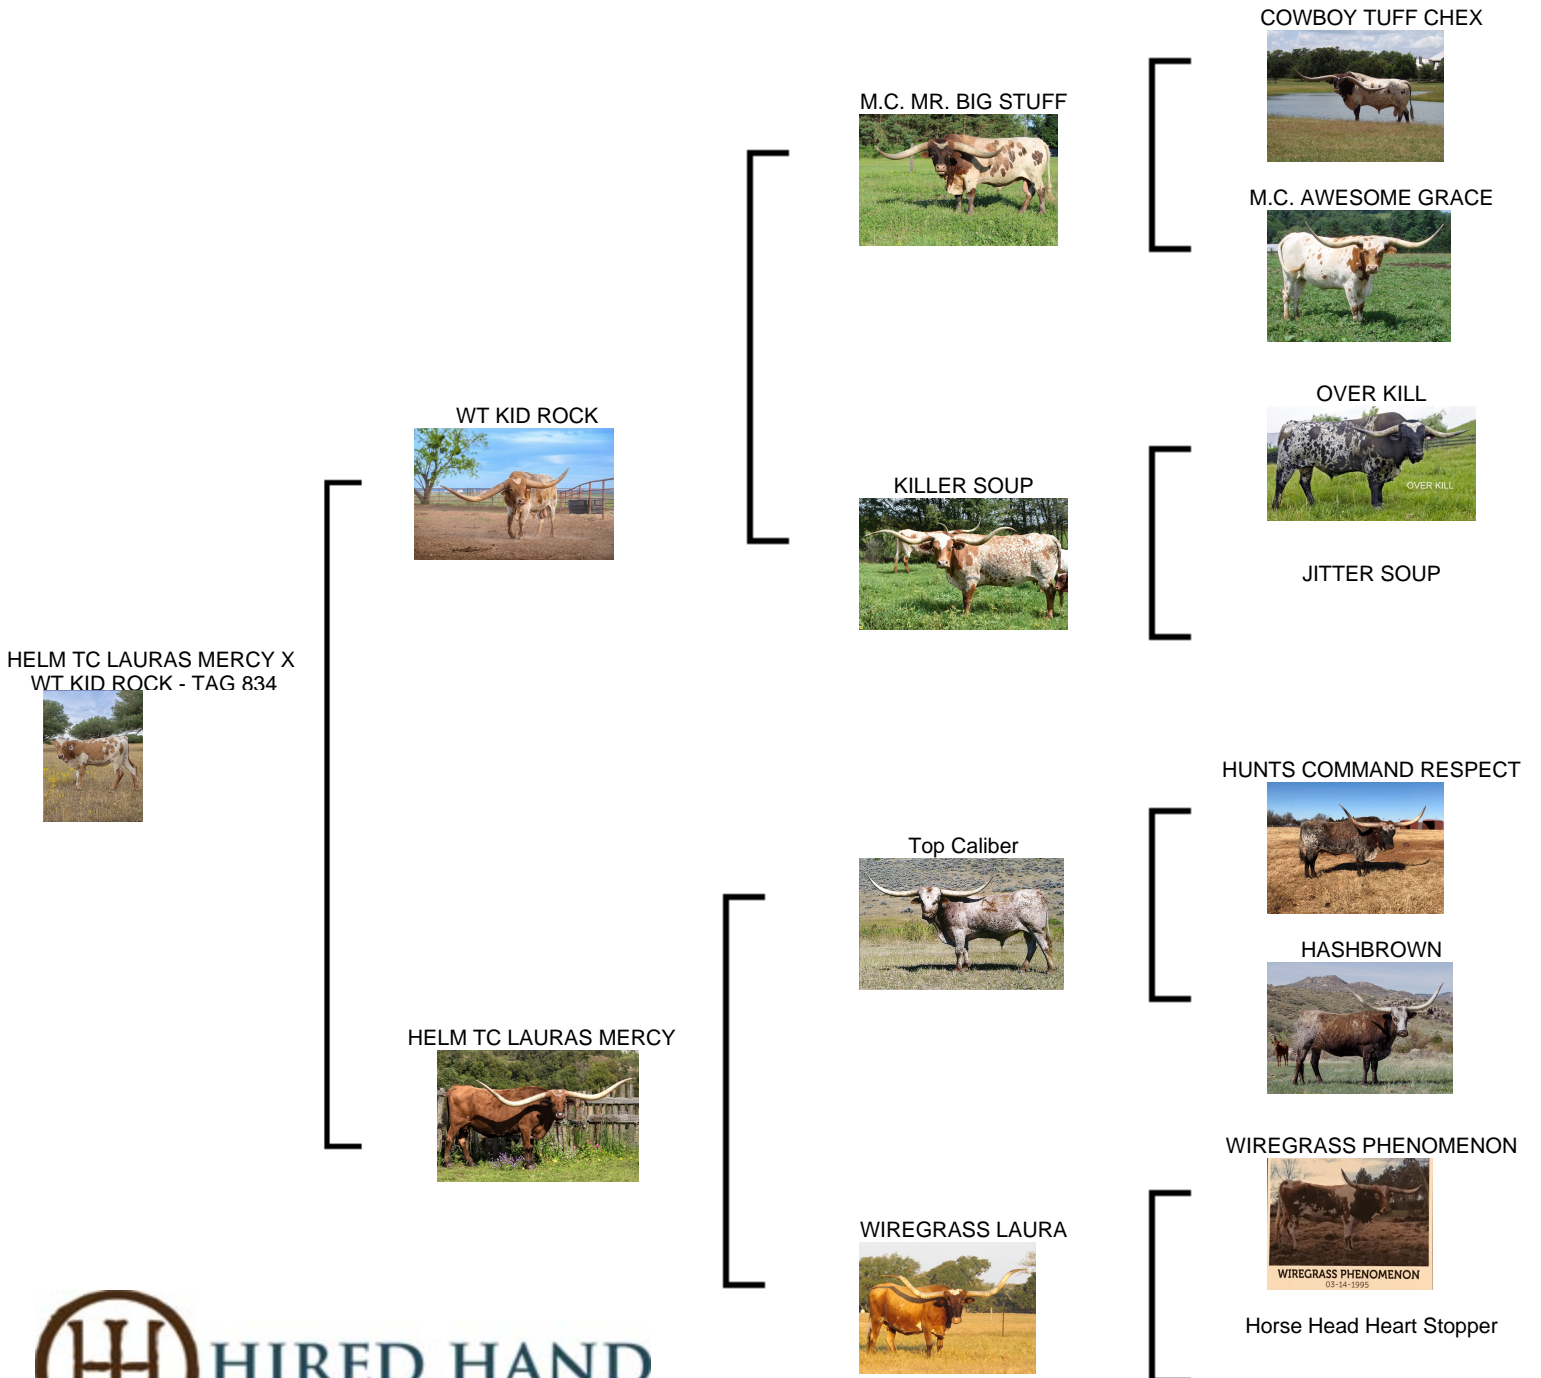 COWBOY TUFF CHEX
M.C. MR. BIG STUFF
M.C. AWESOME GRACE
OVER KILL
WT KID ROCK
OVER KILL
KILLER SOUP
JITTER SOUP
HELM TC LAURAS MERCY X
WT KID ROCK - TAG 834
HUNTS COMMAND RESPECT
Top Caliber
HASHBROWN
HELM TC LAURAS MERCY
WIREGRASS PHENOMENON
WIREGRASS LAURA
WIREGRASS PHENOMENON
03-14-1995
Horse Head Heart Stopper
HIRED HAND